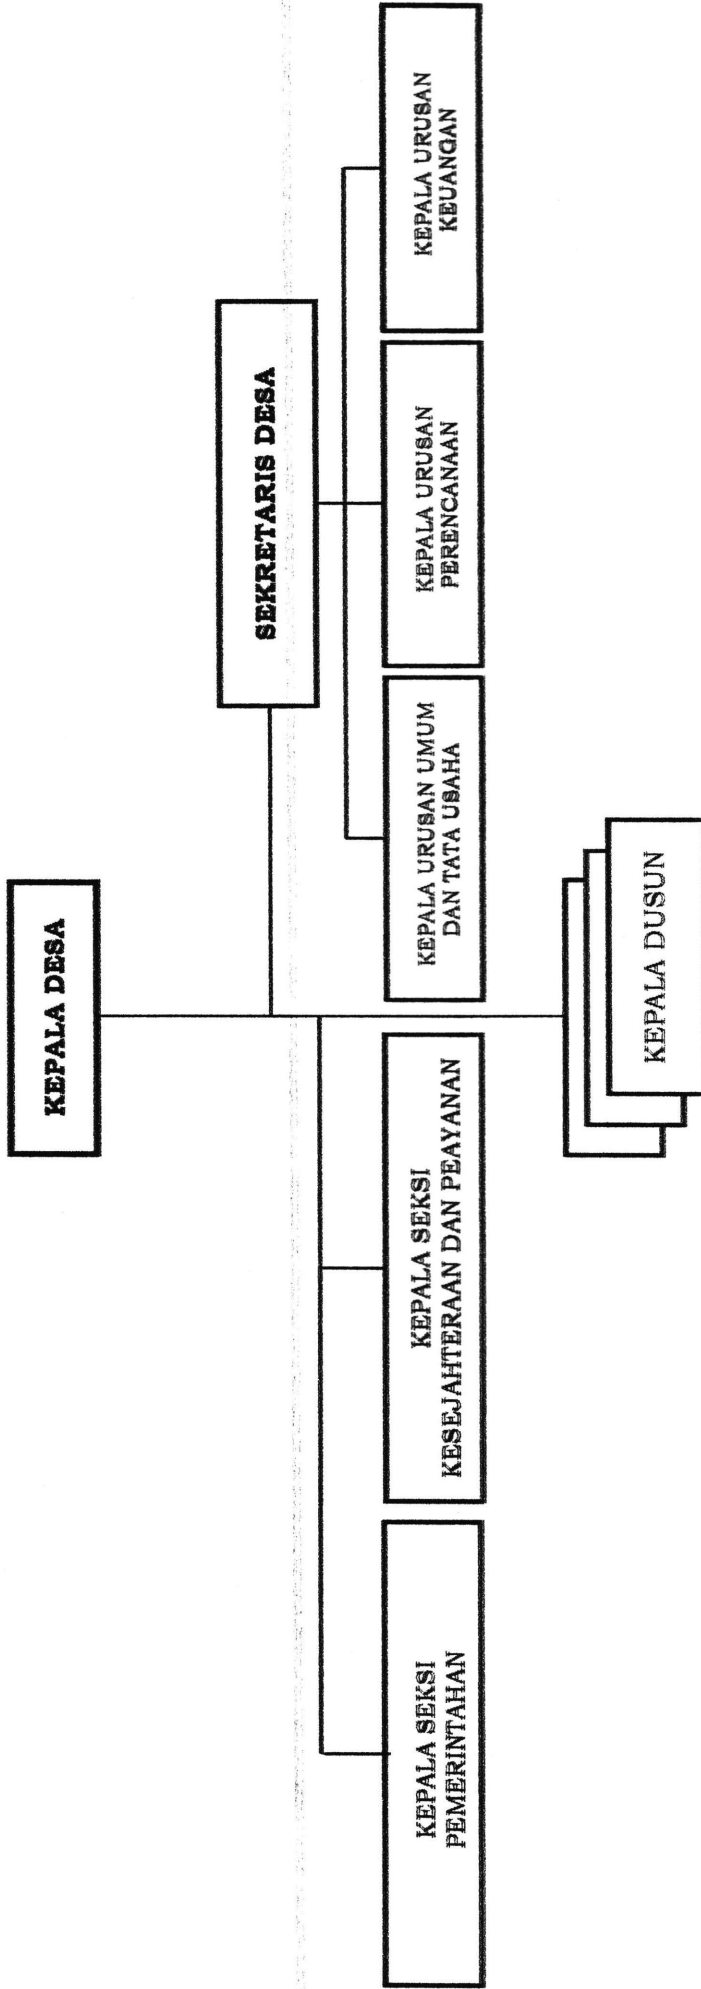 KEPALA DESA
SEKRETARIS DESA
KEPALA SEKSI
PEMERINTAHAN
KEPALA SEKSI
KESEJAHTERAAN DAN PEAYANAN
KEPALA URUSAN UMUM
DAN TATA USAHA
KEPALA URUSAN
PERENCANAAN
KEPALA URUSAN
KEUANGAN
KEPALA DUSUN